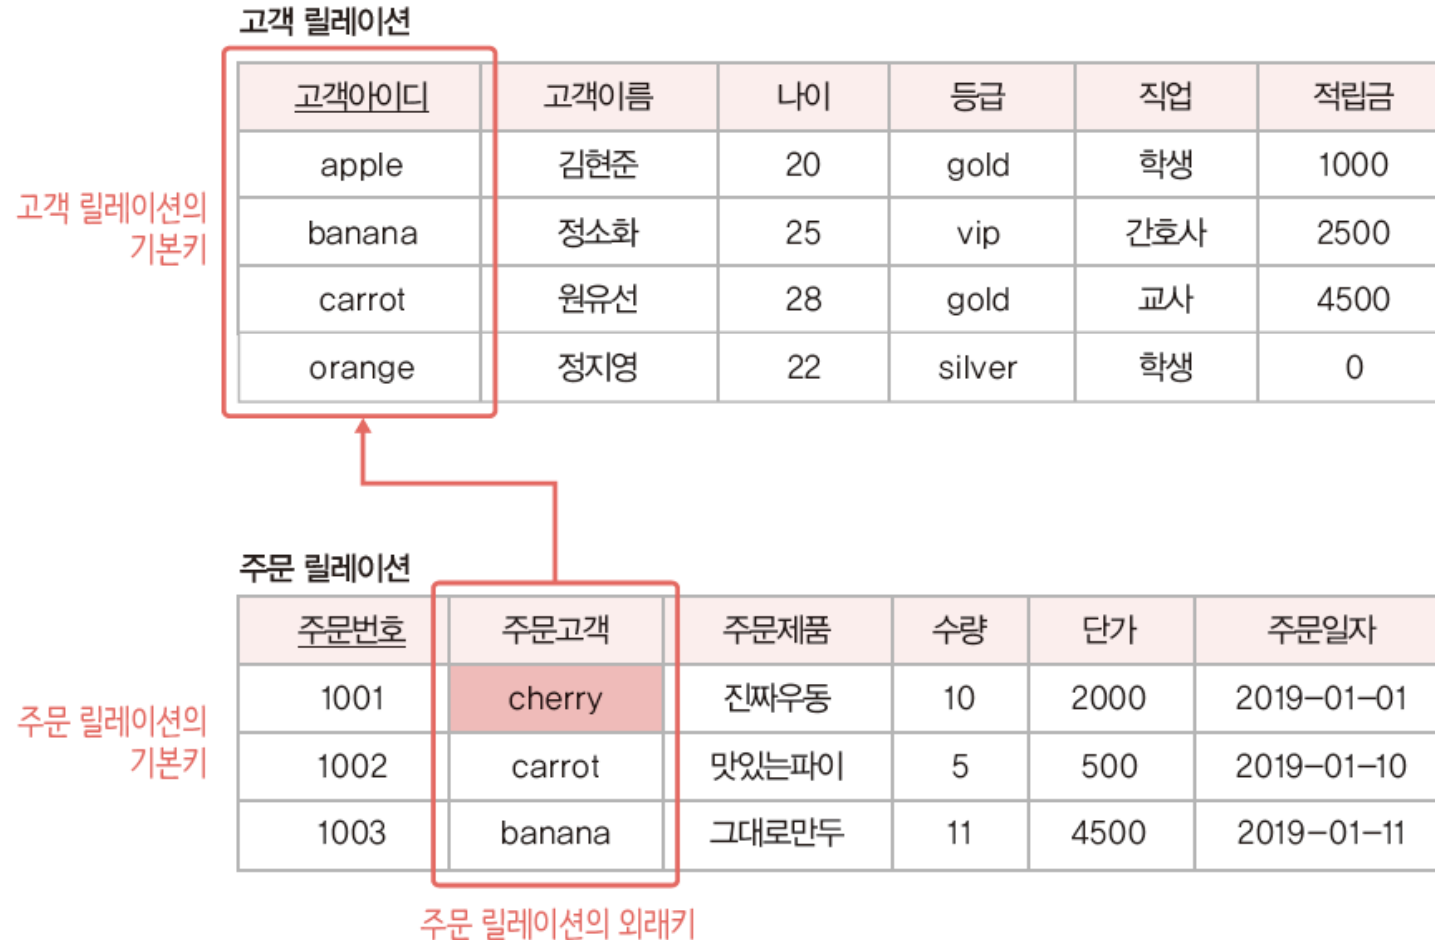 고객 릴레이션
고객아이디 고객이름 나이 등급 직업 적립금
apple 김현준 20 gold 학생 1000
banana 정소화 25 vip 간호사 2500
carrot 원유선 28 gold 교사 4500
orange 정지영 22 silver 학생 0
고객 릴레이션의
기본키
주문 릴레이션
주문번호 주문고객 주문제품 수량 단가 주문일자
1001 cherry 진짜우동 10 2000 2019-01-01
1002 carrot 맛있는파이 5 500 2019-01-10
1003 banana 그대로만두 11 4500 2019-01-11
주문 릴레이션의
기본키
주문 릴레이션의 외래키